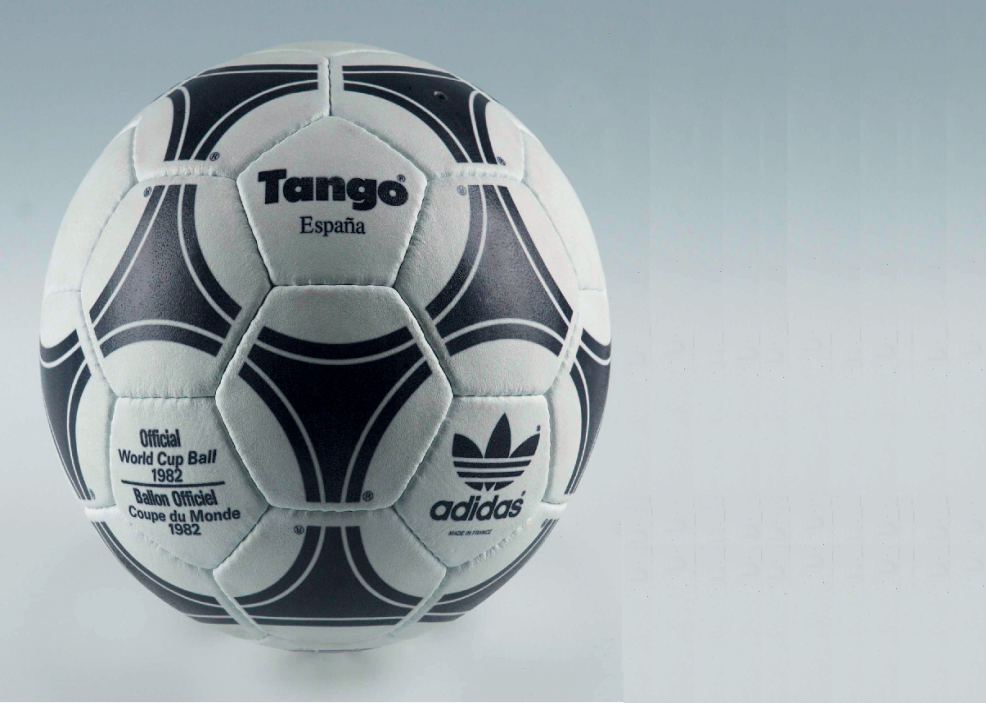 Tango®
España
Official
World Cup Ball
1982
Ballon Officiel
Coupe du Monde
1982
adidas
MADE IN FRANCE